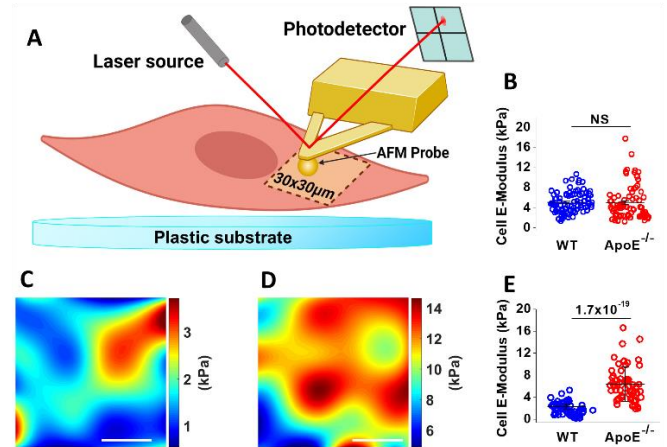 A
Laser source
Photodetector
AFM Probe
30x30μm
Plastic substrate
B
NS
Cell E-Modulus (kPa)
20
16
12
8
4
0
WT
ApoE-/-
C
3
2
1
(kPa)
D
14
12
10
8
6
(kPa)
E
1.7x10-19
Cell E-Modulus (kPa)
20
16
12
8
4
0
WT
ApoE-/-